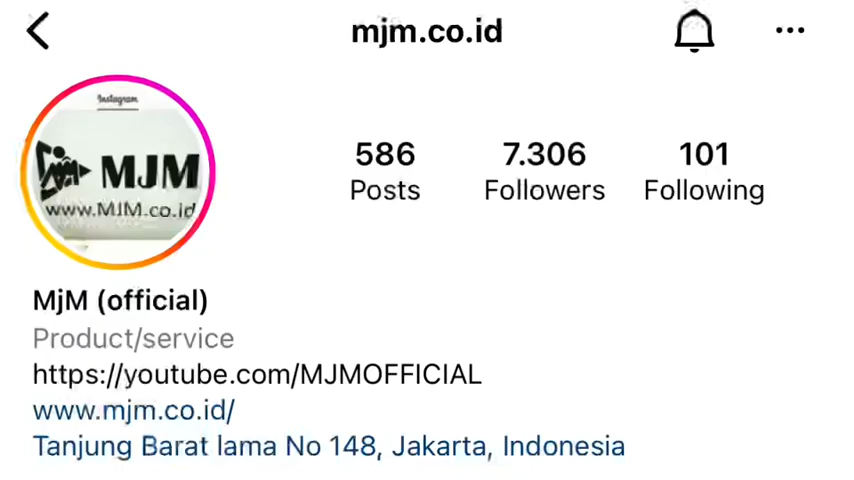 mjm.co.id
Instagram
MJM
www.MJM.co.id
586 7.306 101
Posts Followers Following
MjM (official)
Product/service
https://youtube.com/MJMOFFICIAL
www.mjm.co.id/
Tanjung Barat lama No 148, Jakarta, Indonesia